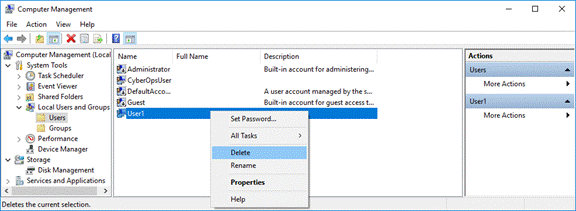 Computer Management
File Action View Help
Computer Management (Local
System Tools
Task Scheduler
Event Viewer
Shared Folders
Local Users and Groups
Users
Groups
Performance
Device Manager
Storage
Disk Management
Services and Applications
Name Full Name Description
Administrator Built-in account for administering...
CyberOpsUser
DefaultAcco... A user account managed by the s...
Guest Built-in account for guest access t...
User1
Set Password...
All Tasks
Delete
Rename
Properties
Help
Actions
Users
More Actions
User1
More Actions
Deletes the current selection.